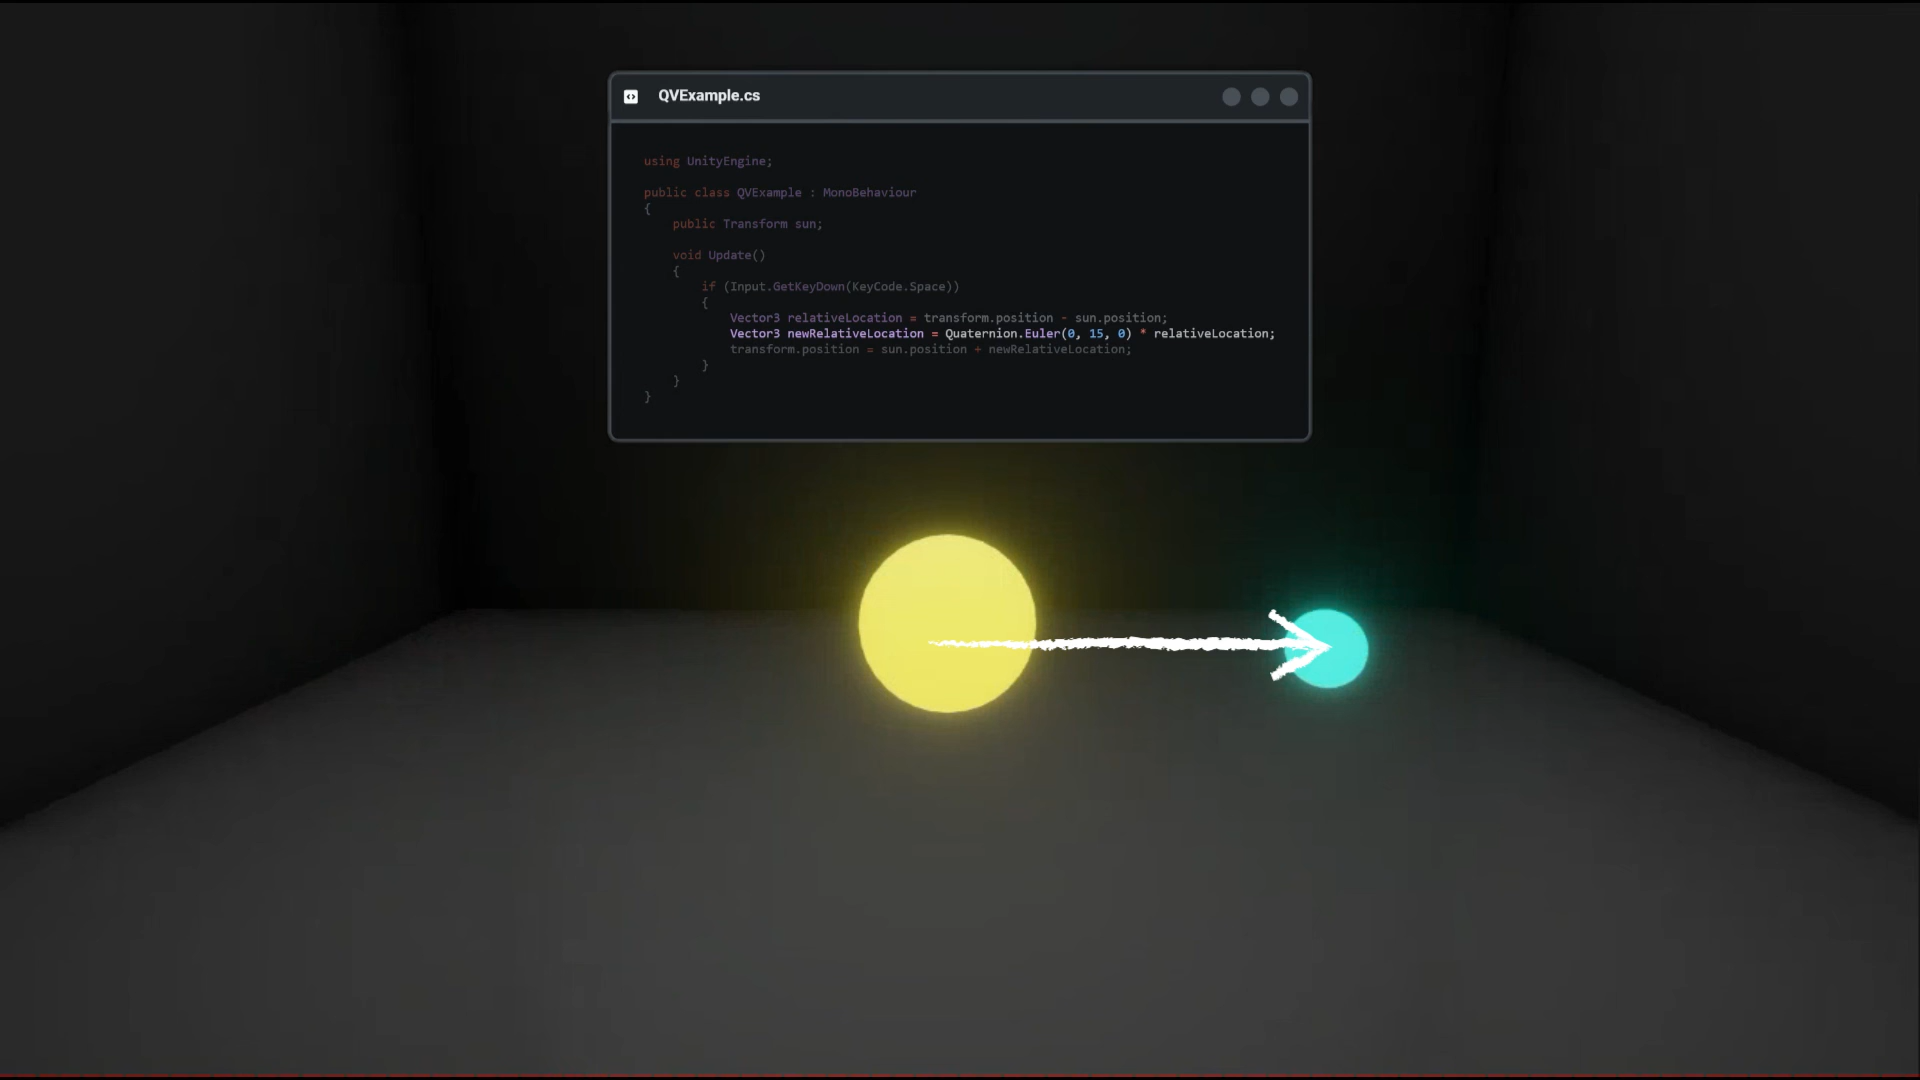 QVExample.cs
using UnityEngine;
public class QVExample : MonoBehaviour
{
public Transform sun;
void Update()
{
if (Input.GetKeyDown(KeyCode.Space))
{
Vector3 relativeLocation = transform.position - sun.position;
Vector3 newRelativeLocation = Quaternion.Euler(0, 15, 0) * relativeLocation;
transform.position = sun.position + newRelativeLocation;
}
}
}